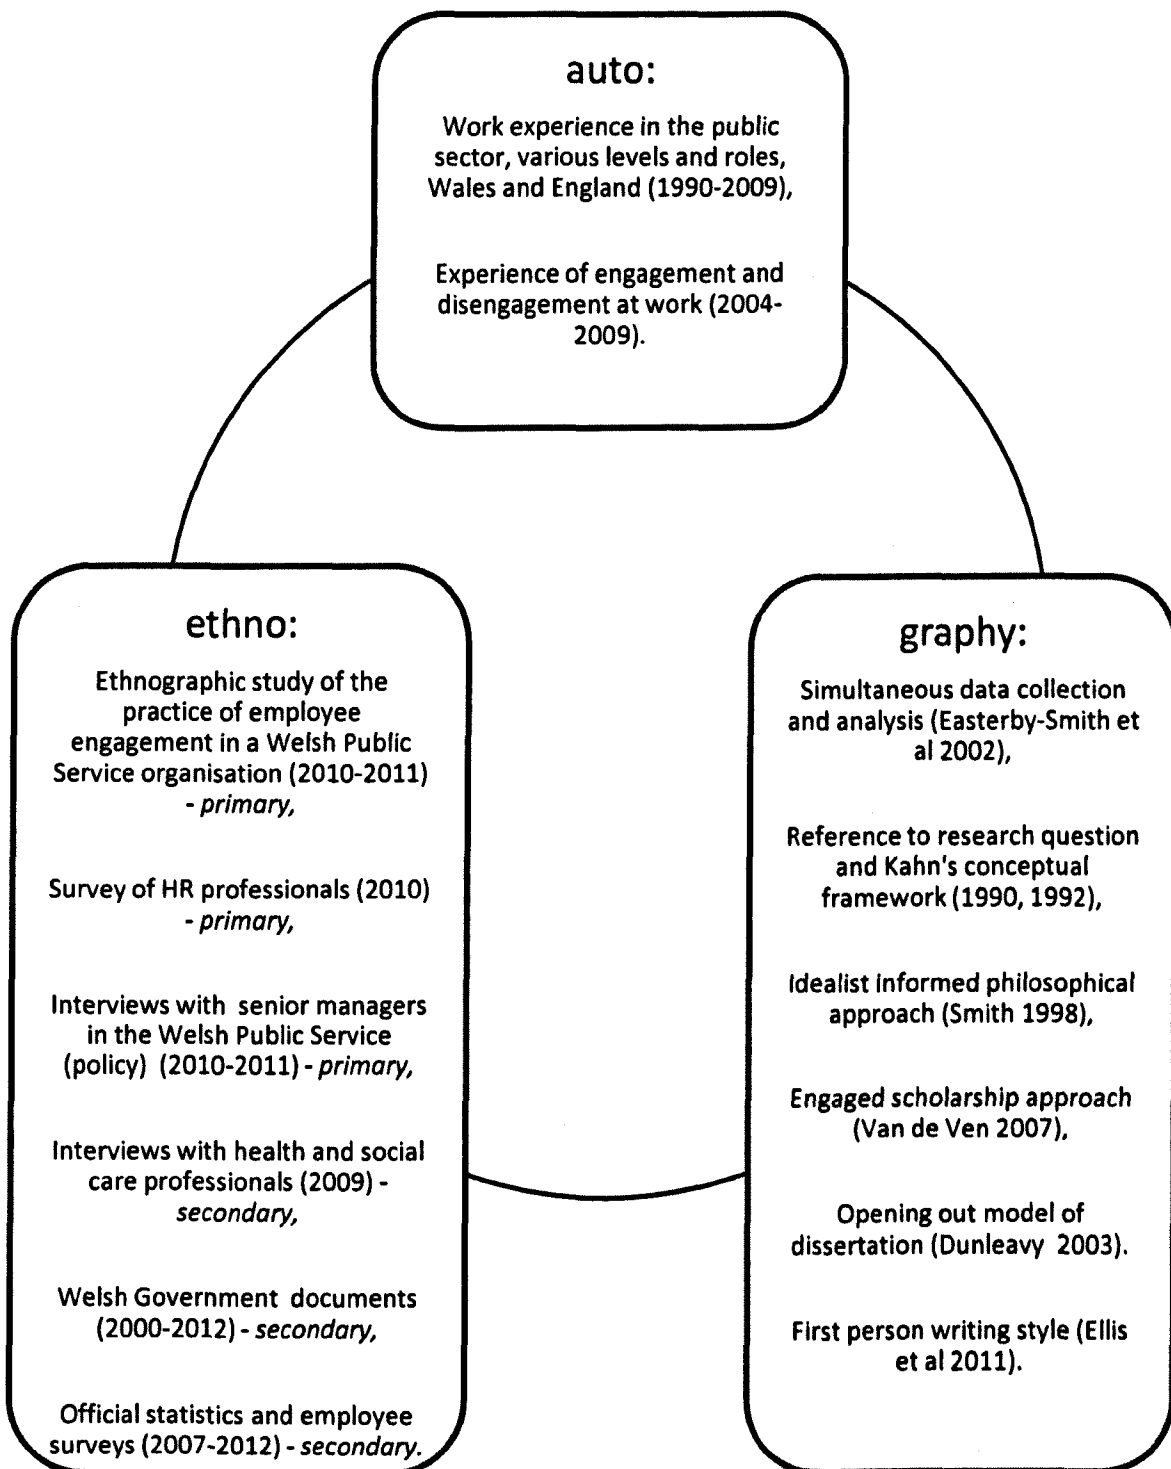 auto:
Work experience in the public
sector, various levels and roles,
Wales and England (1990-2009),
Experience of engagement and
disengagement at work (2004-
2009).
ethno:
Ethnographic study of the
practice of employee
engagement in a Welsh Public
Service organisation (2010-2011)
- primary,
Survey of HR professionals (2010)
- primary,
Interviews with senior managers
in the Welsh Public Service
(policy) (2010-2011) - primary,
Interviews with health and social
care professionals (2009) -
secondary,
Welsh Government documents
(2000-2012) - secondary,
Official statistics and employee
surveys (2007-2012) - secondary.
graphy:
Simultaneous data collection
and analysis (Easterby-Smith et
al 2002),
Reference to research question
and Kahn's conceptual
framework (1990, 1992),
Idealist informed philosophical
approach (Smith 1998),
Engaged scholarship approach
(Van de Ven 2007),
Opening out model of
dissertation (Dunleavy 2003).
First person writing style (Ellis
et al 2011).